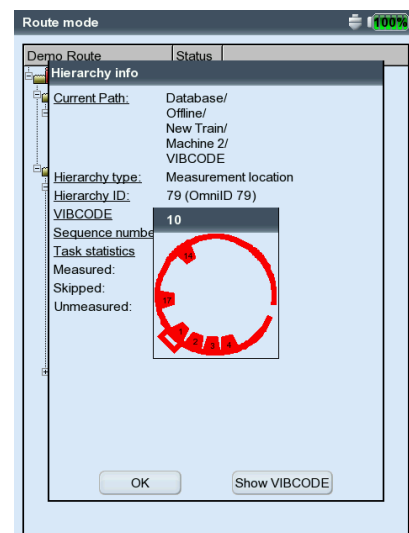 Route mode
100%
Demo Route Status
Hierarchy info
Current Path: Database/
Offline/
New Train/
Machine 2/
VIBCODE
Hierarchy type: Measurement location
Hierarchy ID: 79 (OmniID 79)
VIBCODE
Sequence numbe
Task statistics
Measured:
Skipped:
Unmeasured:
10
14
17
1
2
3
4
OK Show VIBCODE